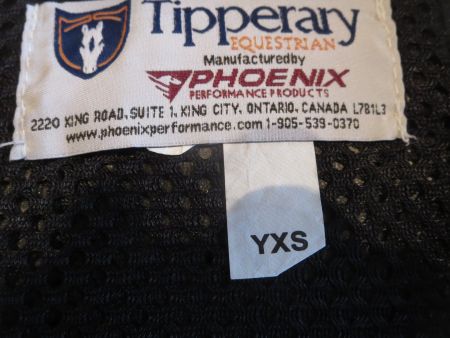 Tipperary
EQUESTRIAN
Manufactured by
PHOENIX
PERFORMANCE PRODUCTS
2220 KING ROAD, SUITE 1, KING CITY, ONTARIO, CANADA L7B1L3
www.phoenixperformance.com 1-905-539-0370
YXS